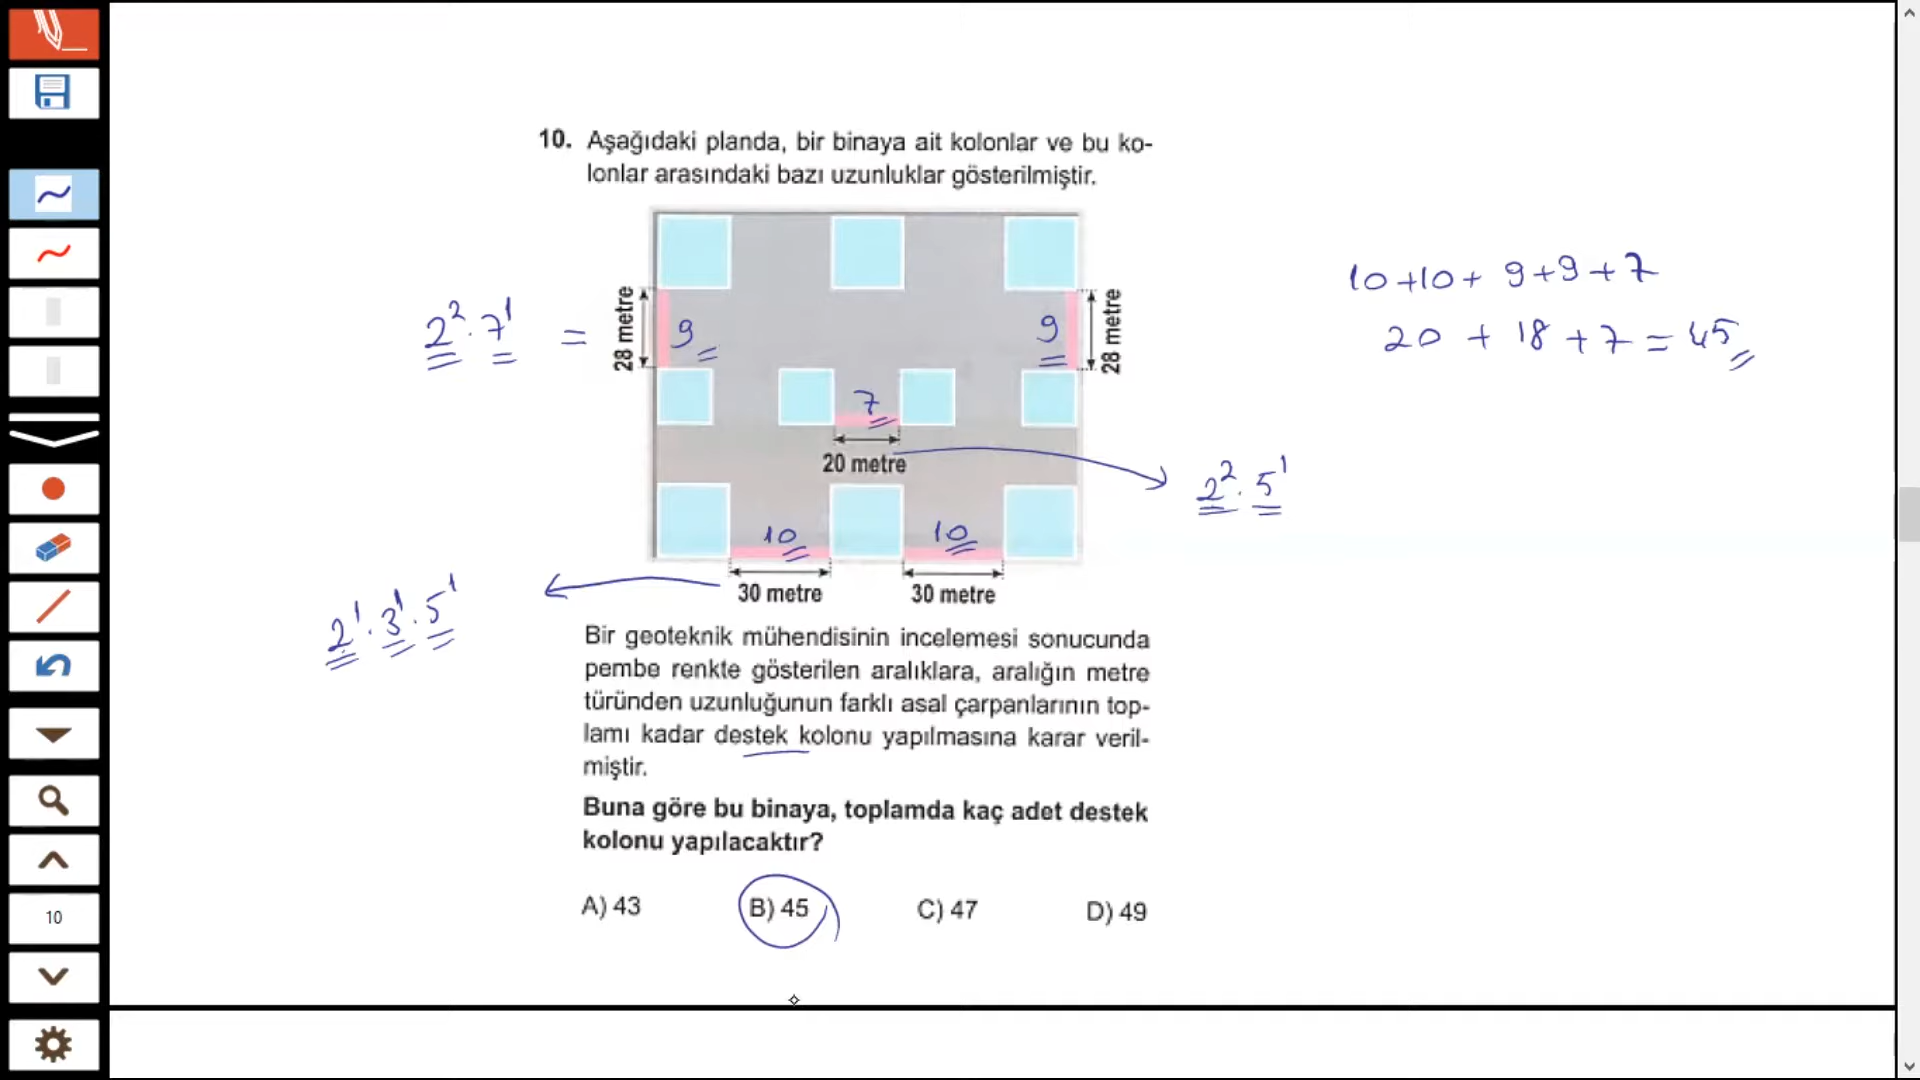 10. Aşağıdaki planda, bir binaya ait kolonlar ve bu ko-
lonlar arasındaki bazı uzunluklar gösterilmiştir.
10+10+ 9+9+7
20 + 18 +7 = 45
2².7¹ =
28 metre
9
9
28 metre
7
20 metre
2².5¹
10
10
30 metre
30 metre
2¹.3¹.5¹
Bir geoteknik mühendisinin incelemesi sonucunda
pembe renkte gösterilen aralıklara, aralığın metre
türünden uzunluğunun farklı asal çarpanlarının top-
lamı kadar destek kolonu yapılmasına karar veril-
miştir.
Buna göre bu binaya, toplamda kaç adet destek
kolonu yapılacaktır?
A) 43 B) 45 C) 47 D) 49
10